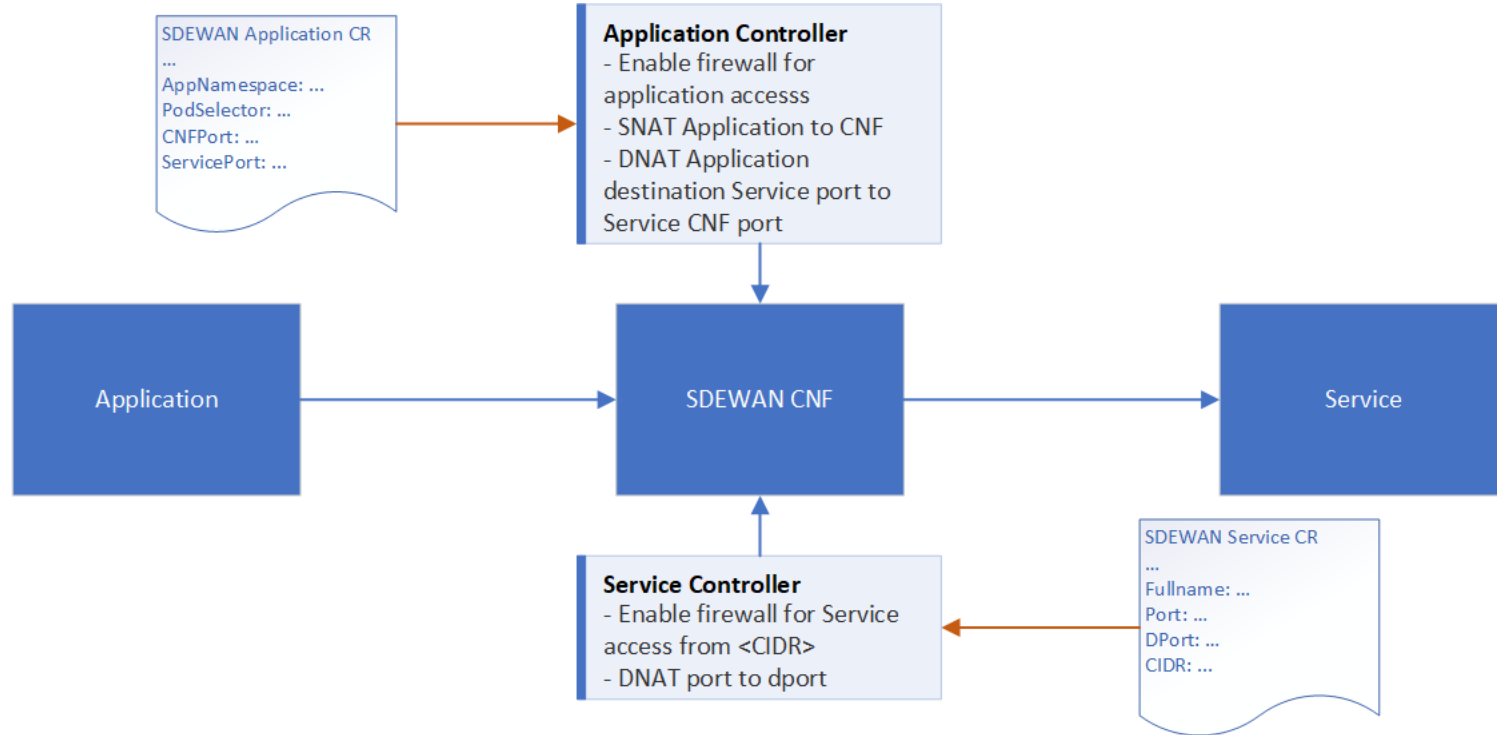 SDEWAN Application CR
...
AppNamespace: ...
PodSelector: ...
CNFPort: ...
ServicePort: ...
Application Controller
- Enable firewall for
application accesss
- SNAT Application to CNF
- DNAT Application
destination Service port to
Service CNF port
Application
SDEWAN CNF
Service
Service Controller
- Enable firewall for Service
access from <CIDR>
- DNAT port to dport
SDEWAN Service CR
...
Fullname: ...
Port: ...
DPort: ...
CIDR: ...